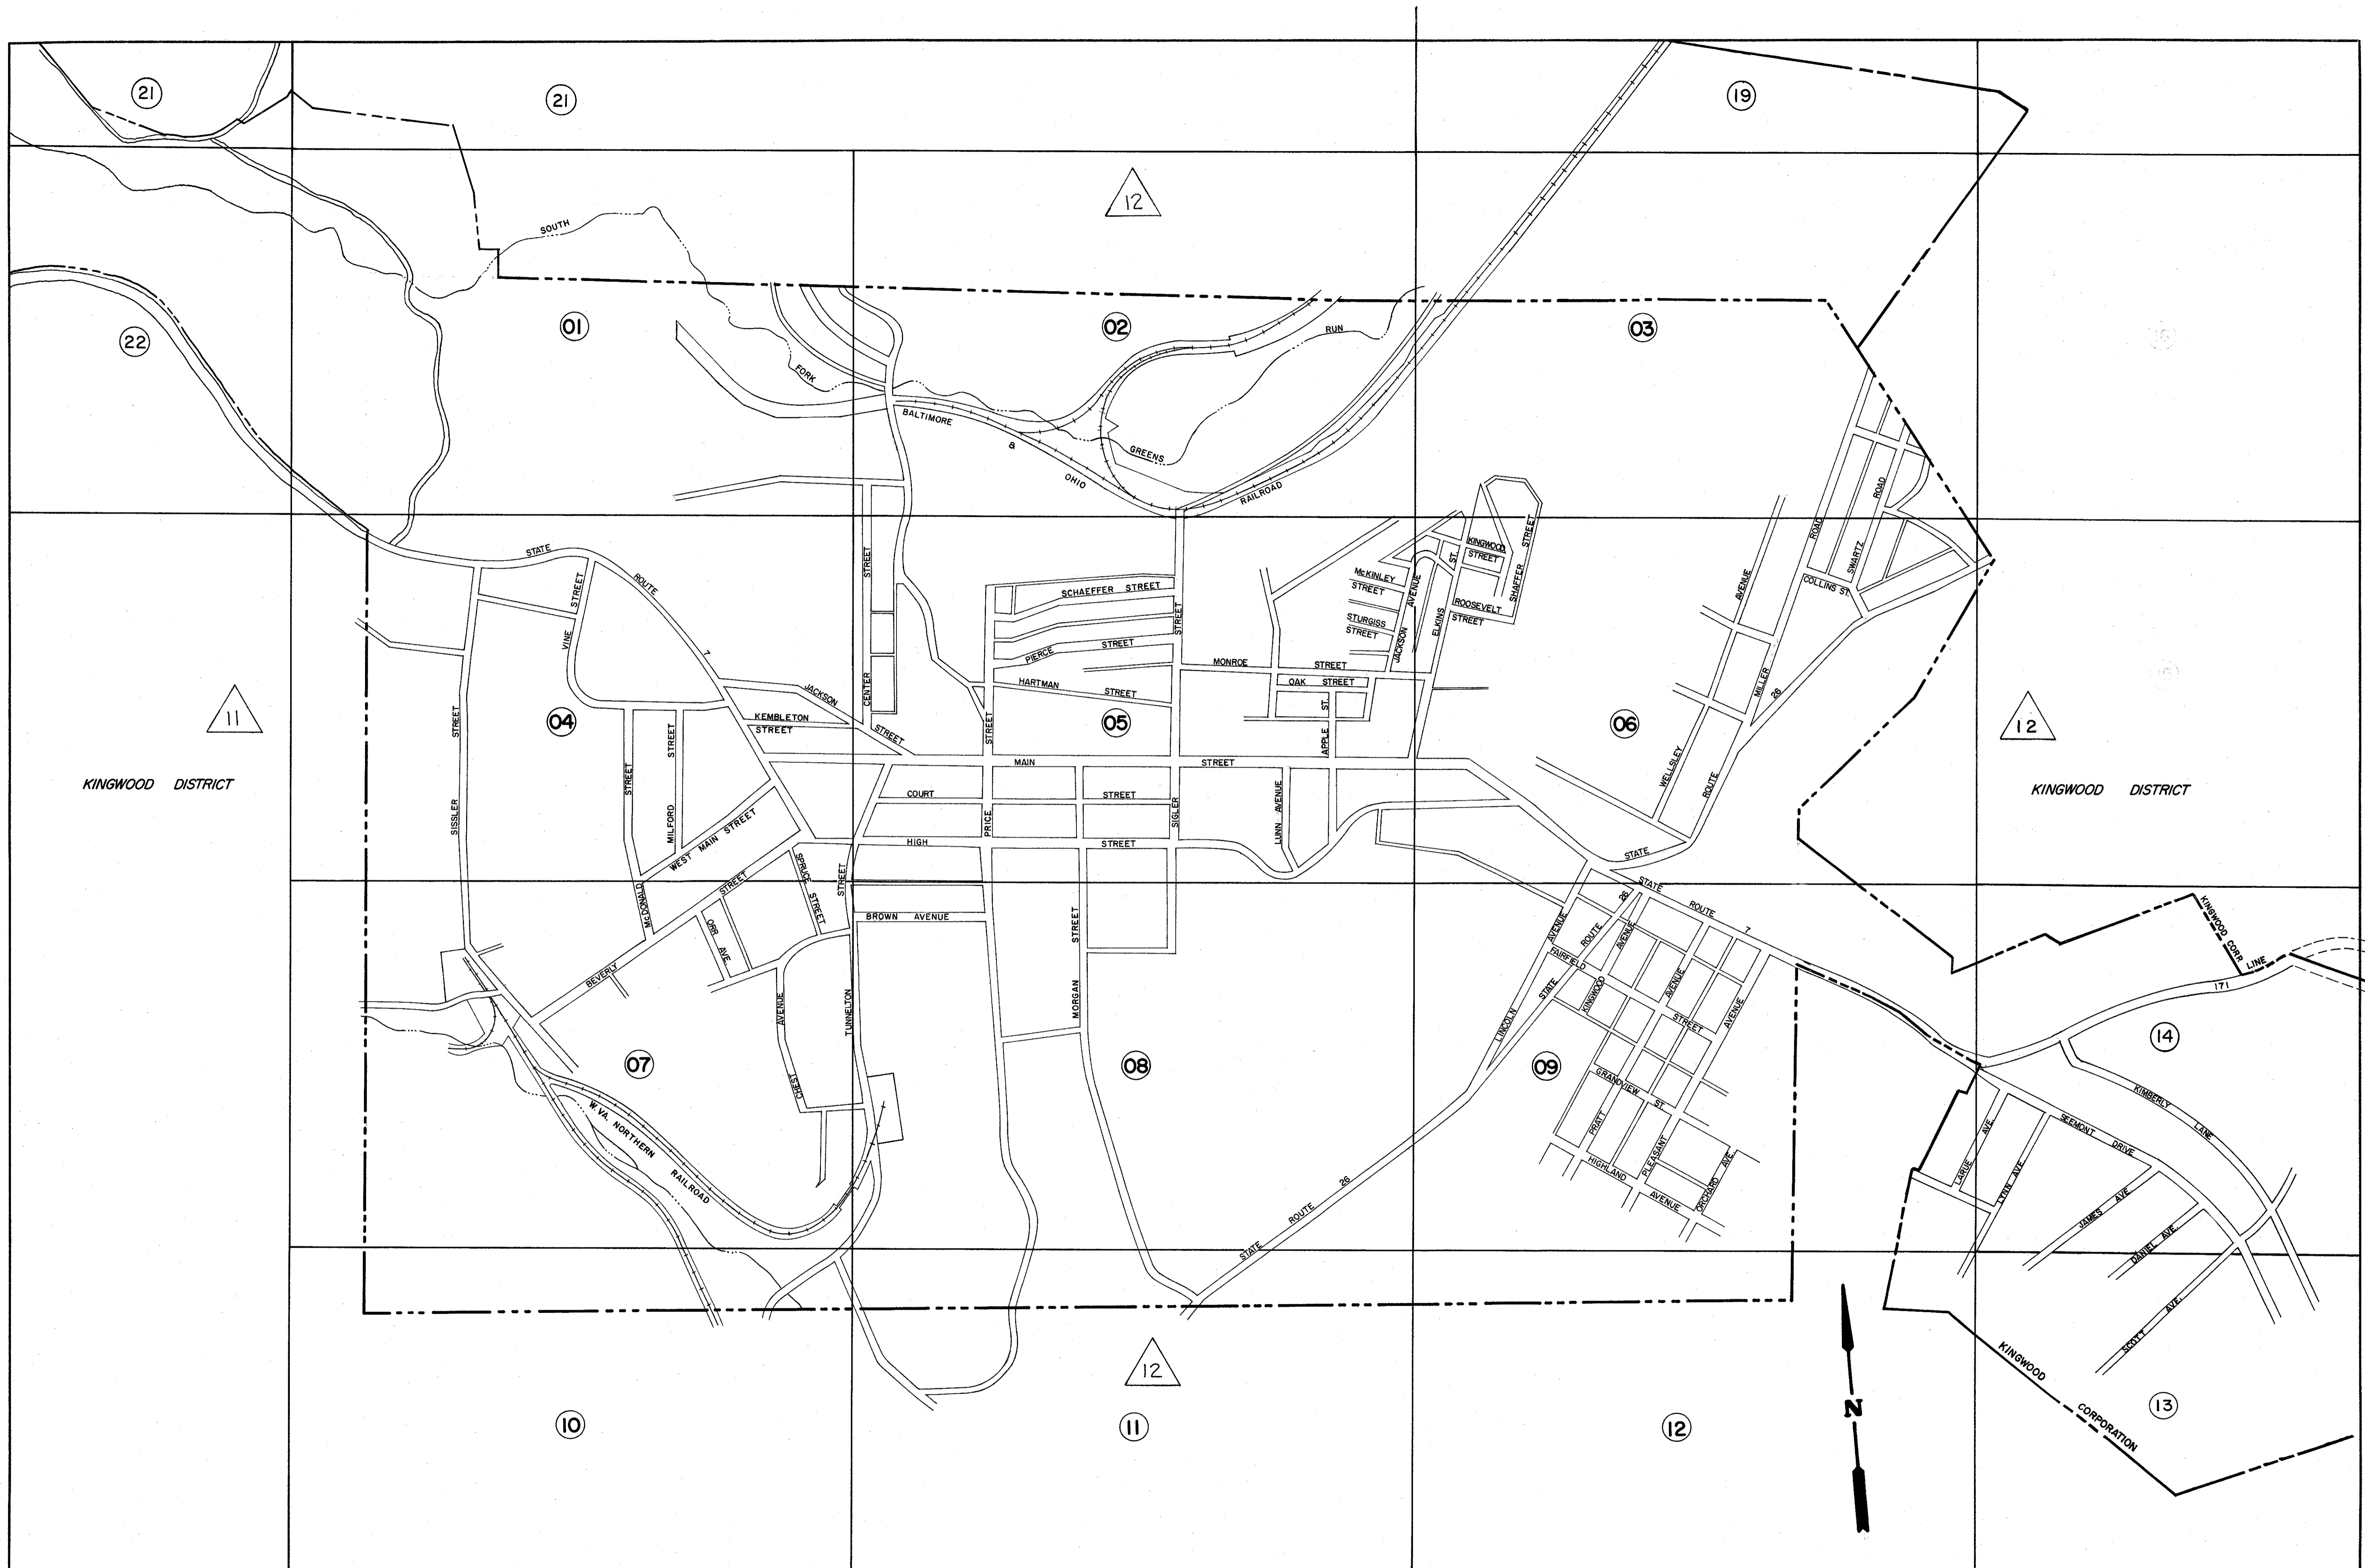 21
21
19
12
SOUTH
22
01
02
RUN
03
FORK
BALTIMORE
&
OHIO
GREENS
RAILROAD
ROAD
ROAD
SWARTZ
COLLINS ST.
STATE
ROUTE
7
STREET
VINE
STREET
CENTER
SCHAEFFER STREET
STREET
PIERCE STREET
HARTMAN STREET
MONROE STREET
OAK STREET
McKINLEY
STREET
STURGISS
STREET
AVENUE
JACKSON
ST.
ELKINS
KINGWOOD
STREET
ROOSEVELT
STREET
STREET
SHAFFER
AVENUE
MILLER
26
11
KINGWOOD DISTRICT
STREET
SISSLER
04
STREET
STREET
MILFORD
JACKSON
STREET
KEMBLETON
STREET
STREET
05
ST.
APPLE
06
WELLSLEY
ROUTE
12
KINGWOOD DISTRICT
MAIN STREET
COURT STREET
PRICE
SIGLER
LUNN AVENUE
HIGH STREET
WEST MAIN STREET
STATE
McDONALD
STREET
BEVERLY
SPRUCE STREET
ORR AVE.
STREET
TUNNELTON
BROWN AVENUE
STREET
MORGAN
STATE
ROUTE
7
26
ROUTE
STATE
AVENUE
LINCOLN
AVENUE
KINGWOOD
FAIRFIELD
STREET
AVENUE
PRATT
AVENUE
PLEASANT
GRANDVIEW ST.
HIGHLAND
AVENUE
AVE.
ORCHARD
KINGWOOD CORP.
LINE
171
14
AVENUE
CHEST
07
08
09
W. VA. NORTHERN RAILROAD
STATE ROUTE 26
KIMBERLY LANE
SEEMONT DRIVE
LARUE AVE.
LYNN AVE.
JAMES AVE.
DANIEL AVE.
SCOTT AVE.
KINGWOOD CORPORATION
12
10
11
12
N
13